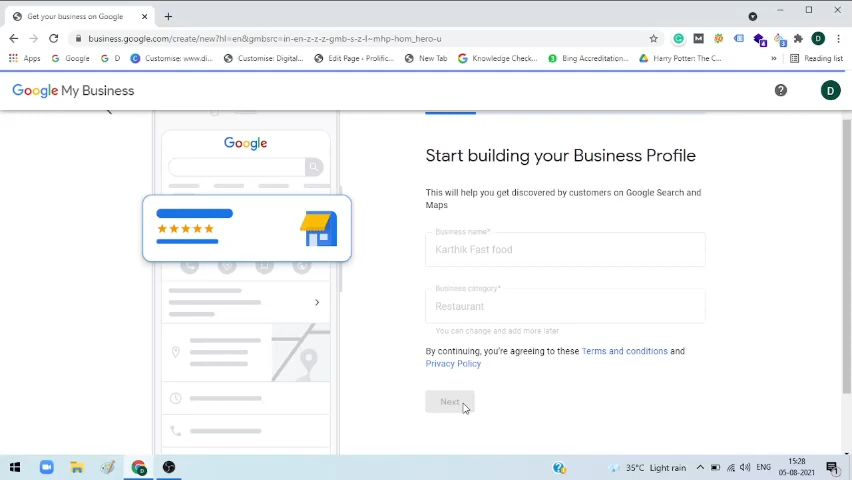 Get your business on Google
business.google.com/create/new?hl=en&gmbsrc=in-en-z-z-z-gmb-s-z-l~mhp-hom_hero-u
Apps
Google
G D
Customise: www.di...
Customise: Digital...
Edit Page - Prolific...
New Tab
Knowledge Check...
Bing Accreditation...
Harry Potter: The C...
»
Reading list
Google My Business
D
Google
Start building your Business Profile
This will help you get discovered by customers on Google Search and
Maps
Business name*
Karthik Fast food
Business category*
Restaurant
You can change and add more later
By continuing, you're agreeing to these Terms and conditions and
Privacy Policy
Next
35°C Light rain
ENG
15:28
05-08-2021